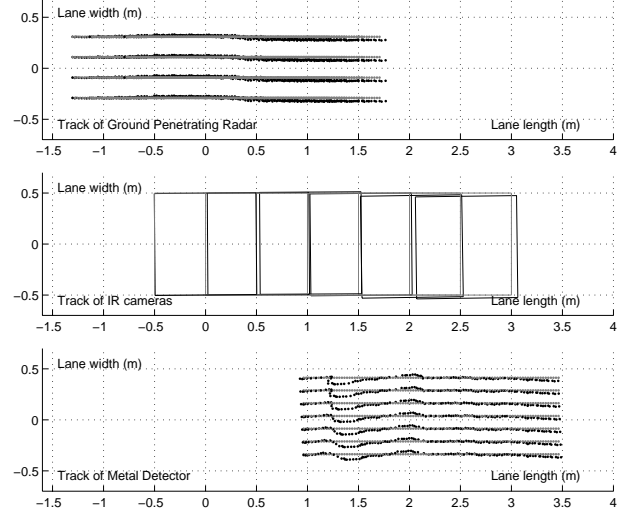 0.5
Lane width (m)
0
−0.5
Track of Ground Penetrating Radar
Lane length (m)
−1.5 −1 −0.5 0 0.5 1 1.5 2 2.5 3 3.5 4
0.5
Lane width (m)
0
−0.5
Track of IR cameras
Lane length (m)
−1.5 −1 −0.5 0 0.5 1 1.5 2 2.5 3 3.5 4
0.5
Lane width (m)
0
−0.5
Track of Metal Detector
Lane length (m)
−1.5 −1 −0.5 0 0.5 1 1.5 2 2.5 3 3.5 4